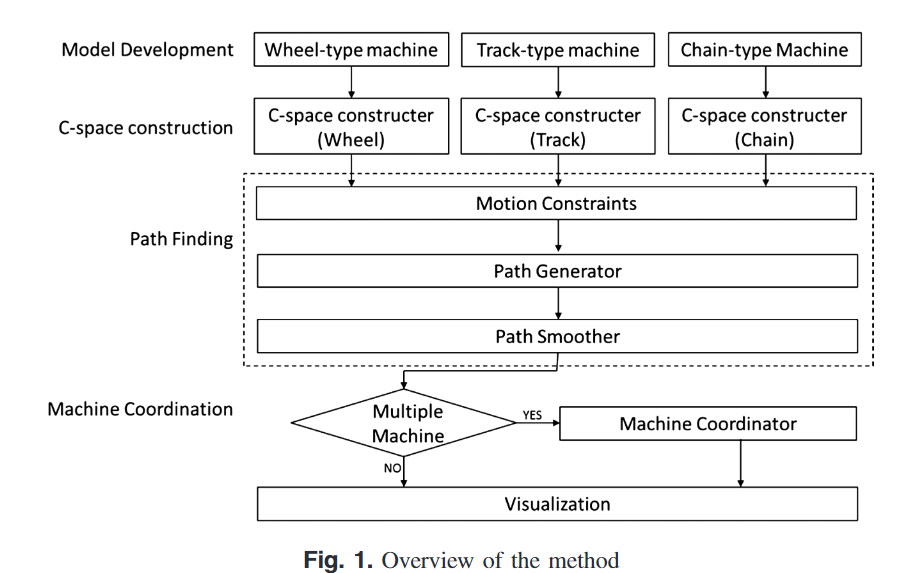 Model Development
Wheel-type machine
Track-type machine
Chain-type Machine
C-space construction
C-space constructer
(Wheel)
C-space constructer
(Track)
C-space constructer
(Chain)
Path Finding
Motion Constraints
Path Generator
Path Smoother
Machine Coordination
Multiple
Machine
YES
Machine Coordinator
NO
Visualization
Fig. 1. Overview of the method